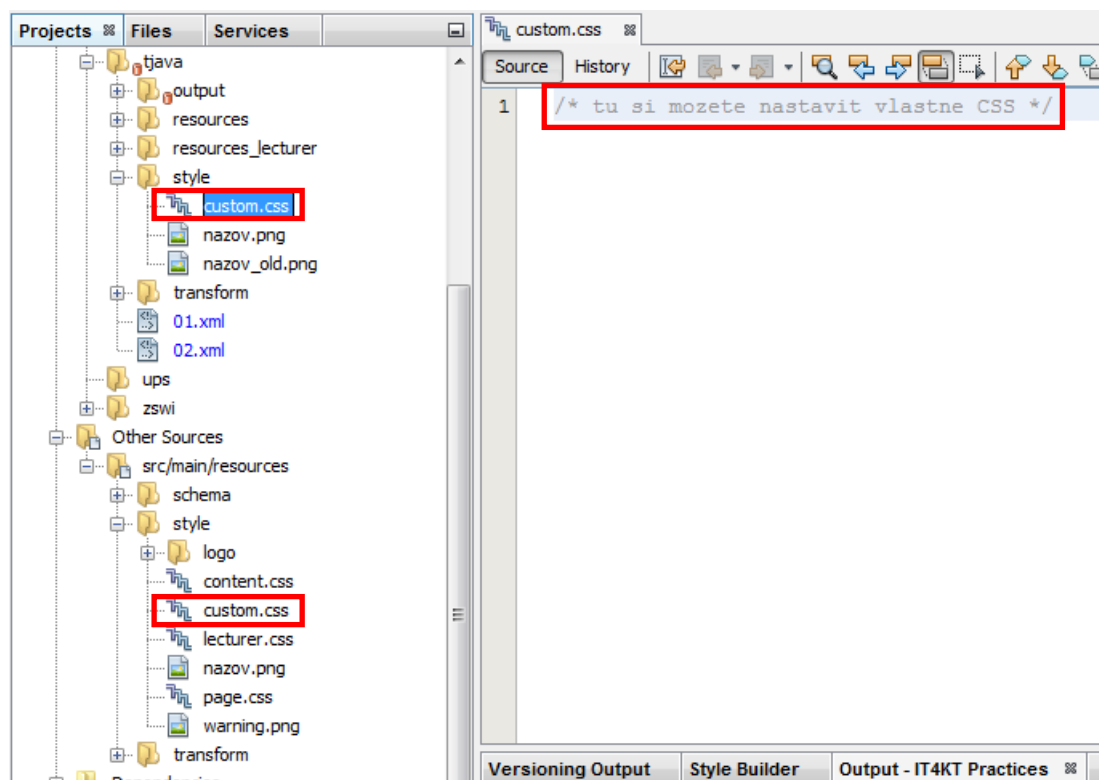 Projects Files Services
tjava
output
resources
resources_lecturer
style
custom.css
nazov.png
nazov_old.png
transform
01.xml
02.xml
ups
zswi
Other Sources
src/main/resources
schema
style
logo
content.css
custom.css
lecturer.css
nazov.png
page.css
warning.png
transform
custom.css
Source History
1 /* tu si mozete nastavit vlastne CSS */
Versioning Output Style Builder Output - IT4KT Practices